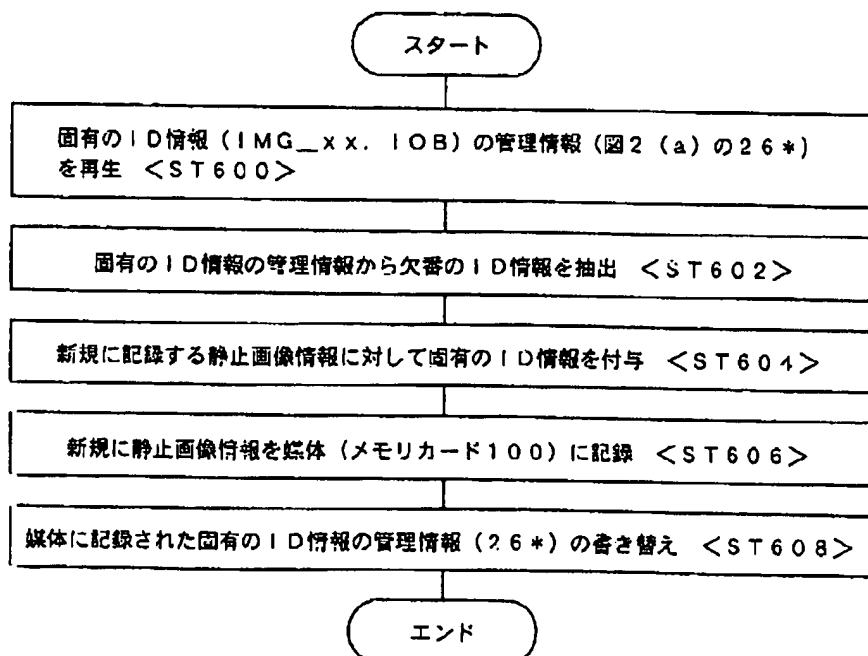 スタート
固有のID情報(IMG_xx. IOB)の管理情報(図2(a)の26*)
を再生 <ST600>
固有のID情報の管理情報から欠番のID情報を抽出 <ST602>
新規に記録する静止画像情報に対して固有のID情報を付与 <ST604>
新規に静止画像情報を媒体(メモリカード100)に記録 <ST606>
媒体に記録された固有のID情報の管理情報(26*)の書き替え <ST608>
エンド